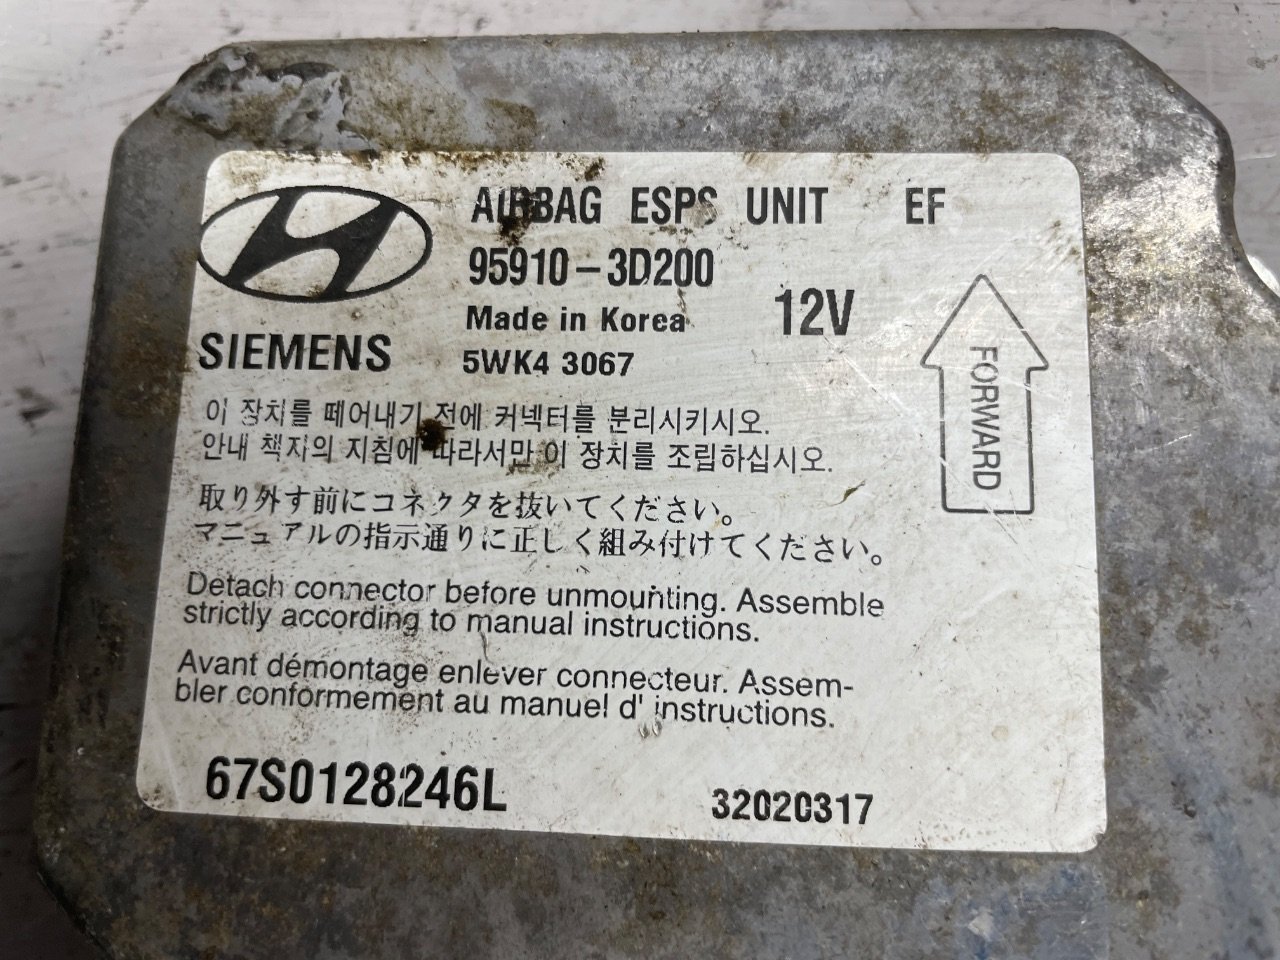 AIRBAG ESPS UNIT EF
95910-3D200
Made in Korea
12V
SIEMENS
5WK4 3067
FORWARD
이 장치를 떼어내기 전에 커넥터를 분리시키시오.
안내 책자의 지침에 따라서만 이 장치를 조립하십시오.
取り外す前にコネクタを抜いてください。
マニュアルの指示通りに正しく組み付けてください。
Detach connector before unmounting. Assemble
strictly according to manual instructions.
Avant démontage enlever connecteur. Assem-
bler conformement au manuel d' instructions.
67S0128246L
32020317